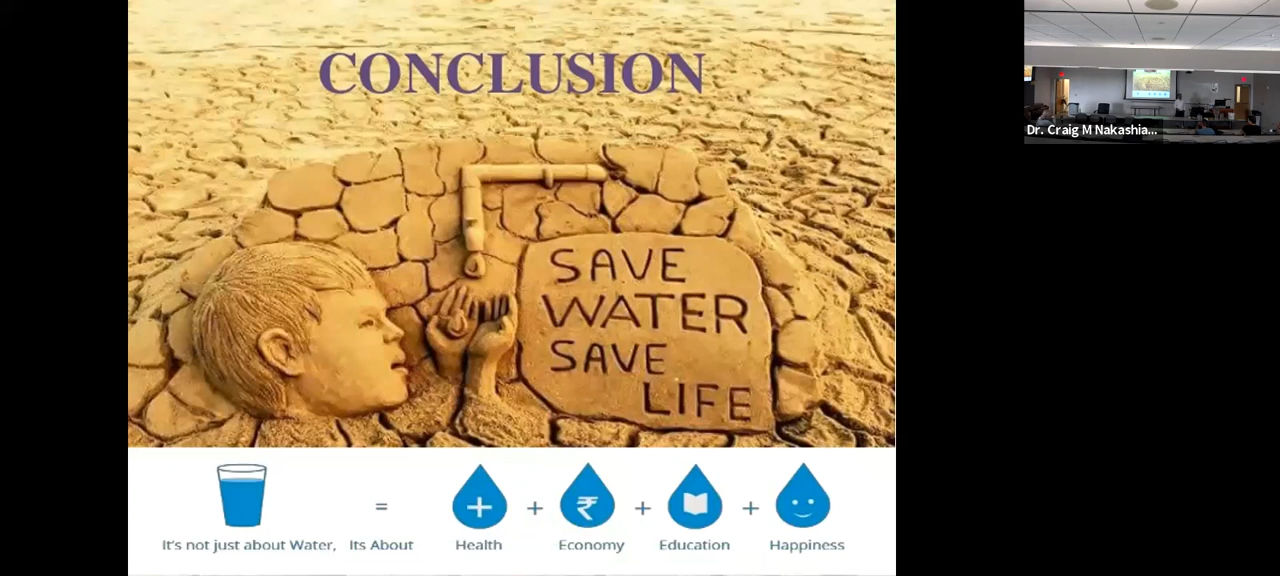 CONCLUSION
SAVE
WATER
SAVE
LIFE
=
+
₹
+
+
It's not just about Water,
Its About
Health
Economy
Education
Happiness
Dr. Craig M Nakashia...